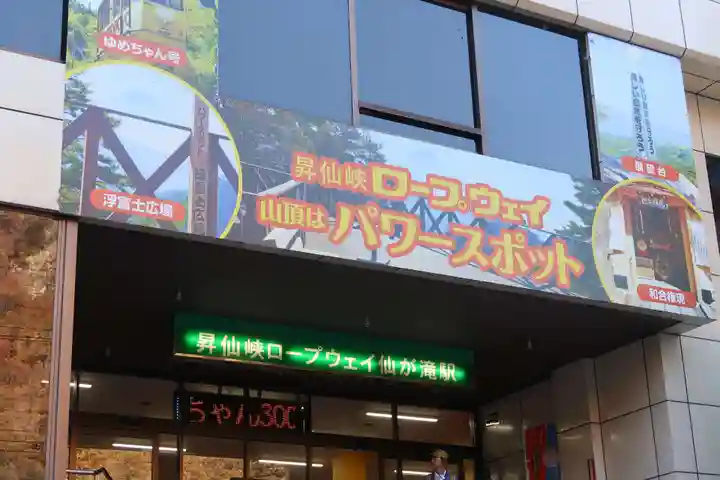 ゆめちゃん号
浮富士広場
昇仙峡ロープウェイ
山頂はパワースポット
展望台
和合権現
昇仙峡ロープウェイ仙が滝駅
ちゃん300